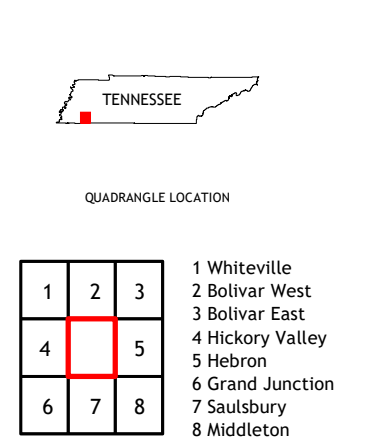 TENNESSEE
QUADRANGLE LOCATION
1 2 3
4 5
6 7 8
1 Whiteville
2 Bolivar West
3 Bolivar East
4 Hickory Valley
5 Hebron
6 Grand Junction
7 Saulsbury
8 Middleton